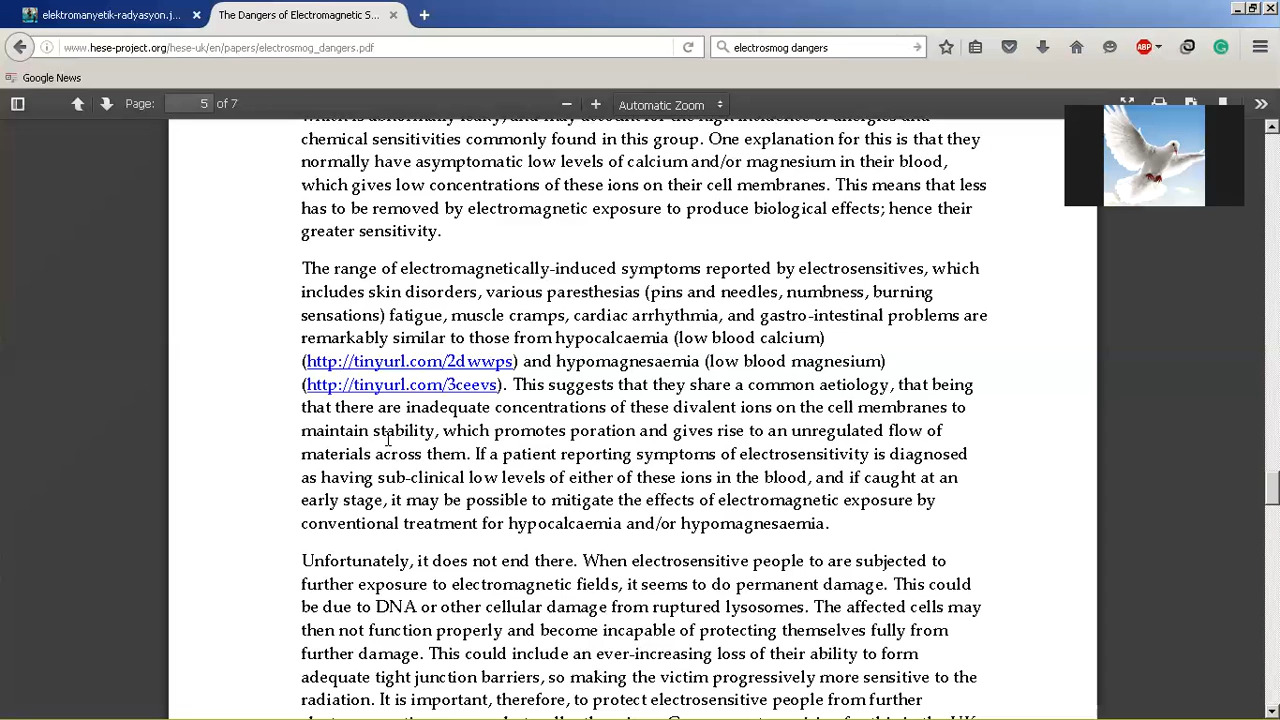 elektromanyetik-radyasyon.j...
The Dangers of Electromagnetic S...
www.hese-project.org/hese-uk/en/papers/electrosmog_dangers.pdf
electrosmog dangers
ABP
Google News
Page: 5 of 7
Automatic Zoom
which is abnormally leaky, and may account for the high incidence of allergies and
chemical sensitivities commonly found in this group. One explanation for this is that they
normally have asymptomatic low levels of calcium and/or magnesium in their blood,
which gives low concentrations of these ions on their cell membranes. This means that less
has to be removed by electromagnetic exposure to produce biological effects; hence their
greater sensitivity.
The range of electromagnetically-induced symptoms reported by electrosensitives, which
includes skin disorders, various paresthesias (pins and needles, numbness, burning
sensations) fatigue, muscle cramps, cardiac arrhythmia, and gastro-intestinal problems are
remarkably similar to those from hypocalcaemia (low blood calcium)
(http://tinyurl.com/2dwwps) and hypomagnesaemia (low blood magnesium)
(http://tinyurl.com/3ceevs). This suggests that they share a common aetiology, that being
that there are inadequate concentrations of these divalent ions on the cell membranes to
maintain stability, which promotes poration and gives rise to an unregulated flow of
materials across them. If a patient reporting symptoms of electrosensitivity is diagnosed
as having sub-clinical low levels of either of these ions in the blood, and if caught at an
early stage, it may be possible to mitigate the effects of electromagnetic exposure by
conventional treatment for hypocalcaemia and/or hypomagnesaemia.
Unfortunately, it does not end there. When electrosensitive people to are subjected to
further exposure to electromagnetic fields, it seems to do permanent damage. This could
be due to DNA or other cellular damage from ruptured lysosomes. The affected cells may
then not function properly and become incapable of protecting themselves fully from
further damage. This could include an ever-increasing loss of their ability to form
adequate tight junction barriers, so making the victim progressively more sensitive to the
radiation. It is important, therefore, to protect electrosensitive people from further